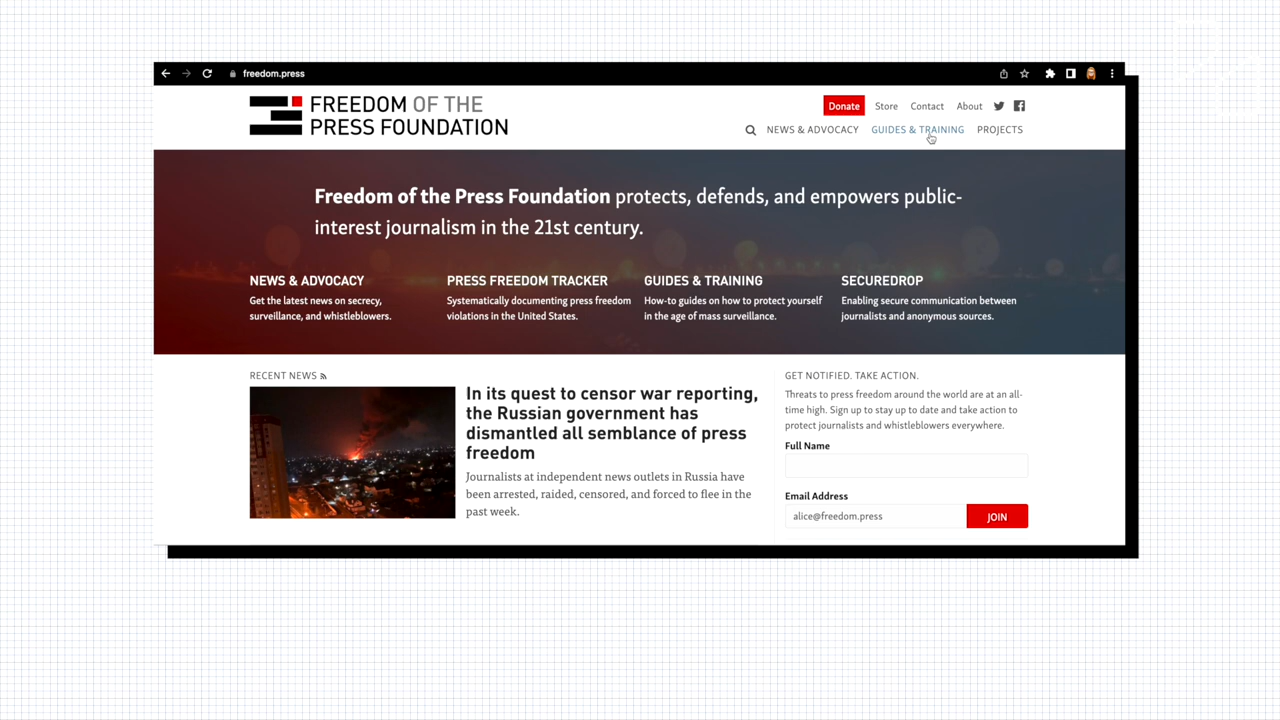 freedom.press
FREEDOM OF THE
PRESS FOUNDATION
Donate Store Contact About
NEWS & ADVOCACY GUIDES & TRAINING PROJECTS
Freedom of the Press Foundation protects, defends, and empowers public-
interest journalism in the 21st century.
NEWS & ADVOCACY
Get the latest news on secrecy,
surveillance, and whistleblowers.
PRESS FREEDOM TRACKER
Systematically documenting press freedom
violations in the United States.
GUIDES & TRAINING
How-to guides on how to protect yourself
in the age of mass surveillance.
SECUREDROP
Enabling secure communication between
journalists and anonymous sources.
RECENT NEWS
In its quest to censor war reporting,
the Russian government has
dismantled all semblance of press
freedom
Journalists at independent news outlets in Russia have
been arrested, raided, censored, and forced to flee in the
past week.
GET NOTIFIED. TAKE ACTION.
Threats to press freedom around the world are at an all-
time high. Sign up to stay up to date and take action to
protect journalists and whistleblowers everywhere.
Full Name
Email Address
alice@freedom.press
JOIN